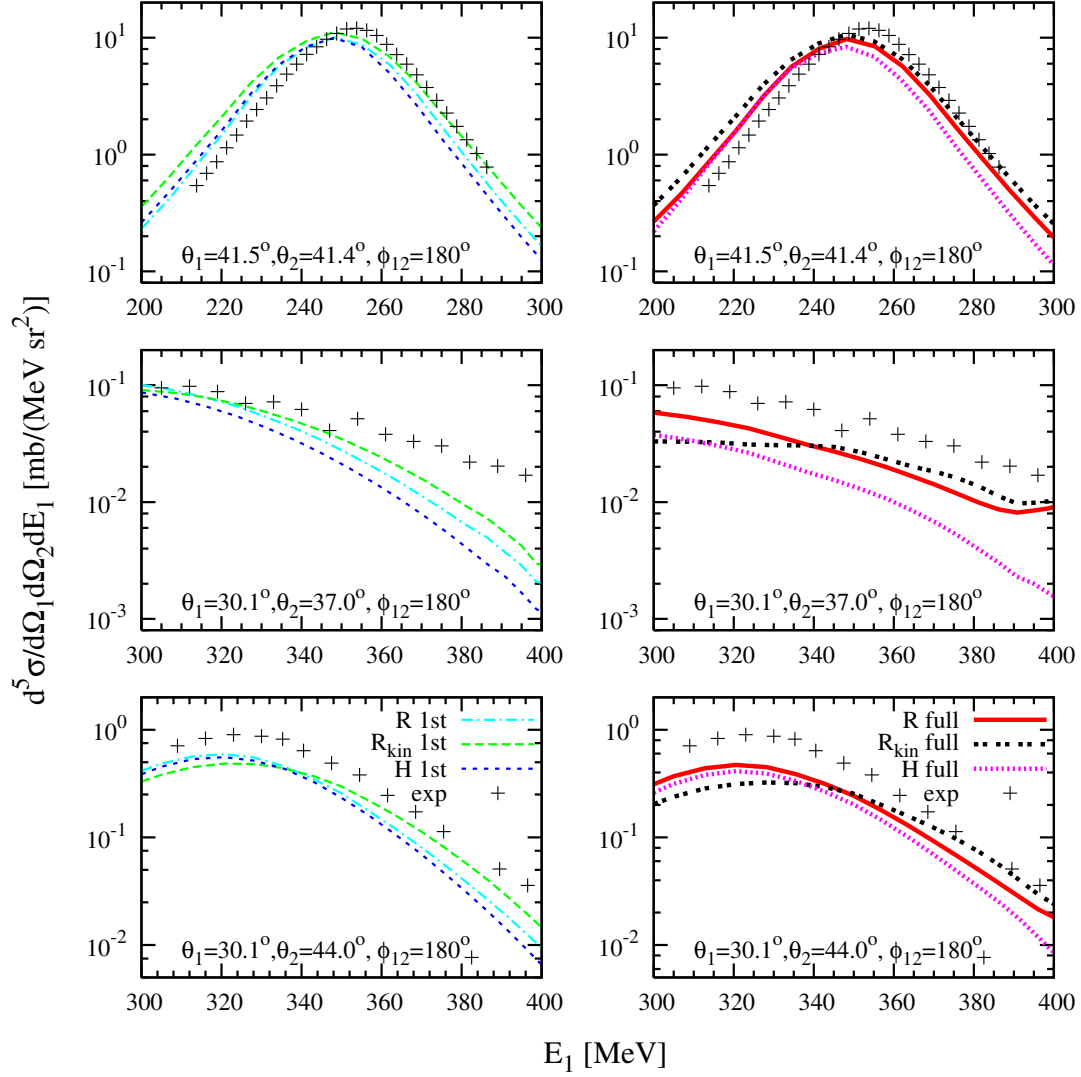 d⁵ σ/dΩ₁dΩ₂dE₁ [mb/(MeV sr²)]
10¹
10⁰
10⁻¹
θ₁=41.5°,θ₂=41.4°, ϕ₁₂=180°
200 220 240 260 280 300
10¹
10⁰
10⁻¹
θ₁=41.5°,θ₂=41.4°, ϕ₁₂=180°
200 220 240 260 280 300
10⁻¹
10⁻²
10⁻³
θ₁=30.1°,θ₂=37.0°, ϕ₁₂=180°
300 320 340 360 380 400
10⁻¹
10⁻²
10⁻³
θ₁=30.1°,θ₂=37.0°, ϕ₁₂=180°
300 320 340 360 380 400
10⁰
10⁻¹
10⁻²
R 1st
R_kin 1st
H 1st
exp
θ₁=30.1°,θ₂=44.0°, ϕ₁₂=180°
300 320 340 360 380 400
10⁰
10⁻¹
10⁻²
R full
R_kin full
H full
exp
θ₁=30.1°,θ₂=44.0°, ϕ₁₂=180°
300 320 340 360 380 400
E₁ [MeV]